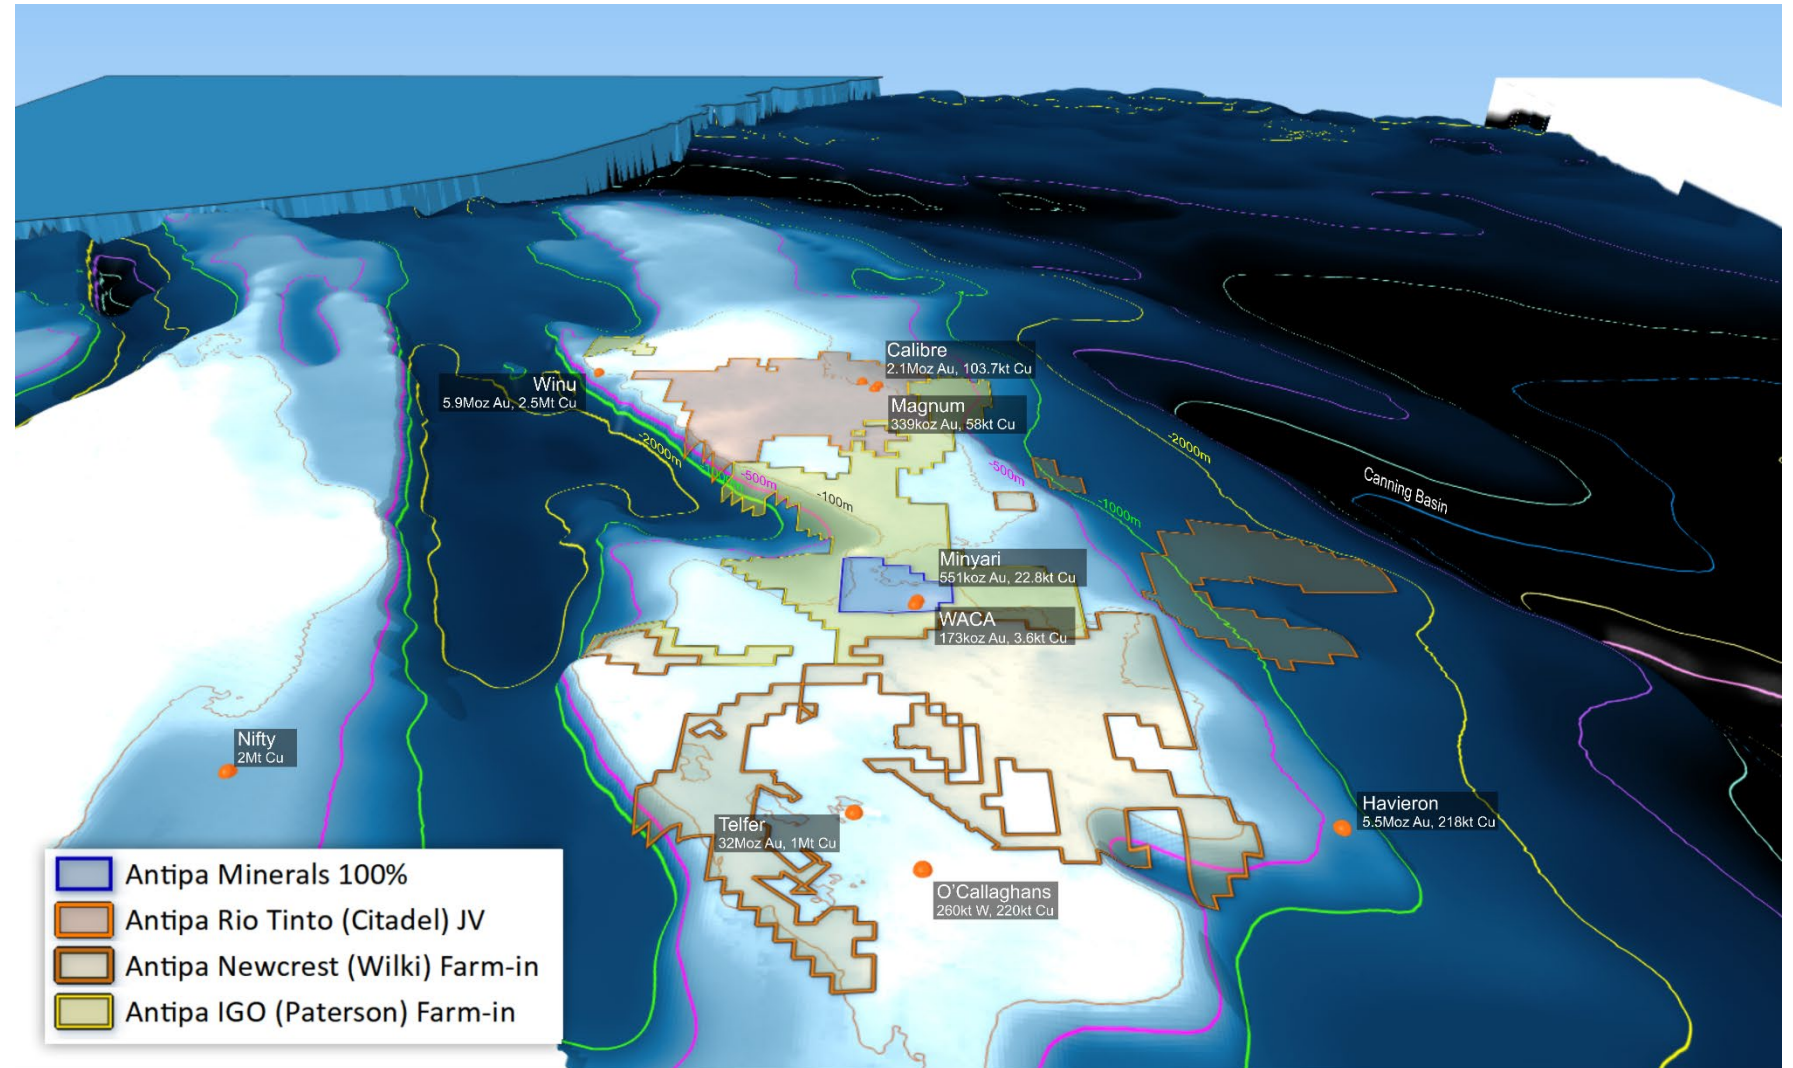 Calibre
2.1Moz Au, 103.7kt Cu
Winu
5.9Moz Au, 2.5Mt Cu
Magnum
339koz Au, 58kt Cu
-2000m
-2000m
-500m
-500m
-100m
-1000m
Canning Basin
Minyari
551koz Au, 22.8kt Cu
WACA
173koz Au, 3.6kt Cu
Nifty
2Mt Cu
Havieron
5.5Moz Au, 218kt Cu
Telfer
32Moz Au, 1Mt Cu
O'Callaghans
260kt W, 220kt Cu
Antipa Minerals 100%
Antipa Rio Tinto (Citadel) JV
Antipa Newcrest (Wilki) Farm-in
Antipa IGO (Paterson) Farm-in